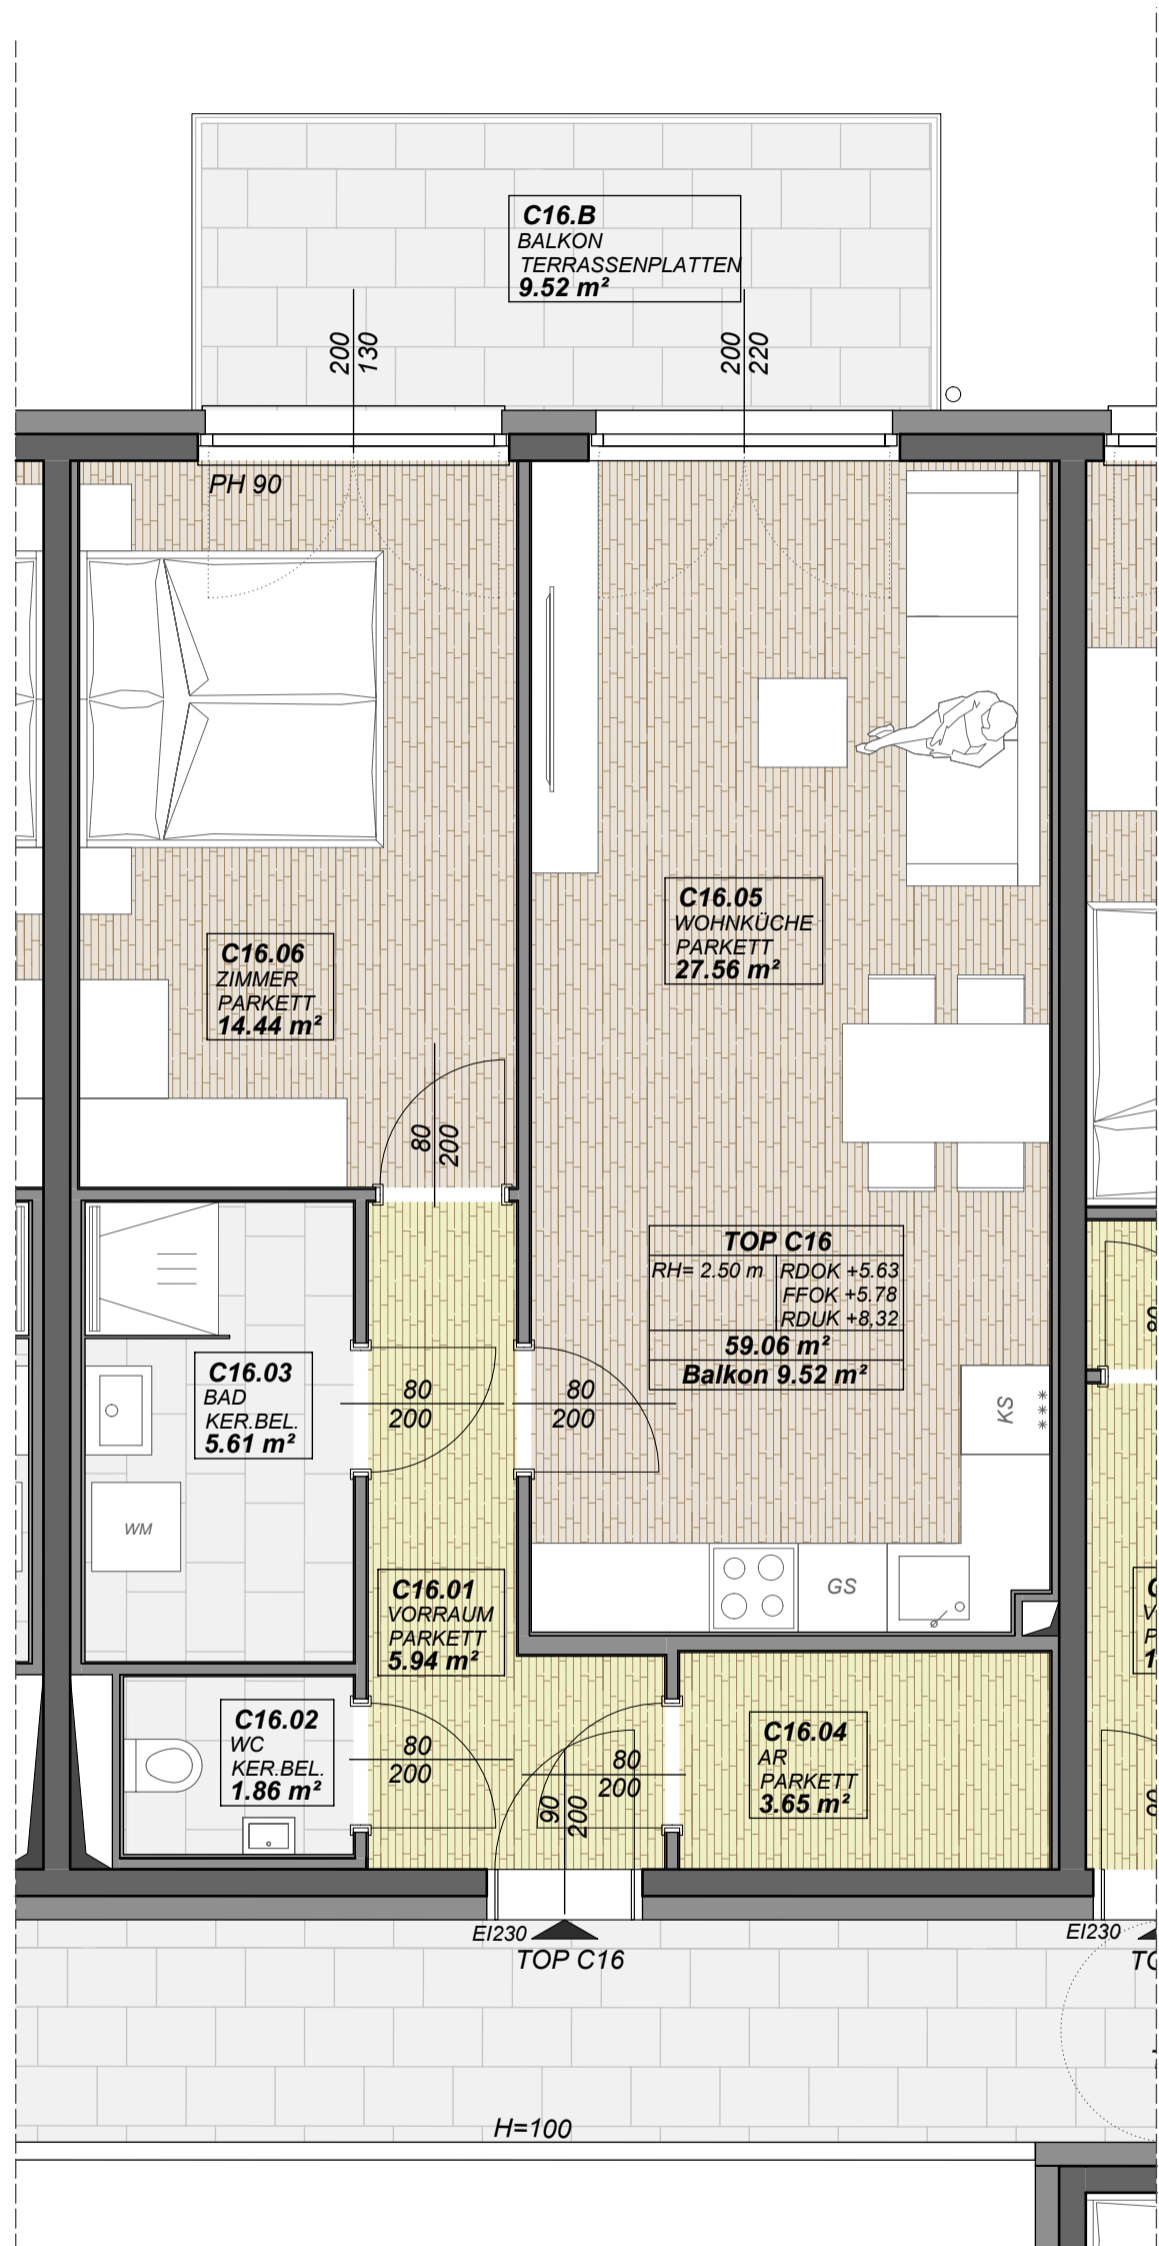 C16.B
BALKON
TERRASSENPLATTEN
9.52 m²
200
130
200
220
PH 90
C16.05
WOHNKÜCHE
PARKETT
27.56 m²
C16.06
ZIMMER
PARKETT
14.44 m²
80
200
TOP C16
RH= 2.50 m
RDOK +5.63
FFOK +5.78
RDUK +8,32
59.06 m²
Balkon 9.52 m²
C16.03
BAD
KER.BEL.
5.61 m²
80
200
80
200
KS
***
WM
GS
C16.01
VORRAUM
PARKETT
5.94 m²
C16.02
WC
KER.BEL.
1.86 m²
80
200
80
200
90
200
C16.04
AR
PARKETT
3.65 m²
EI230
TOP C16
EI230
H=100